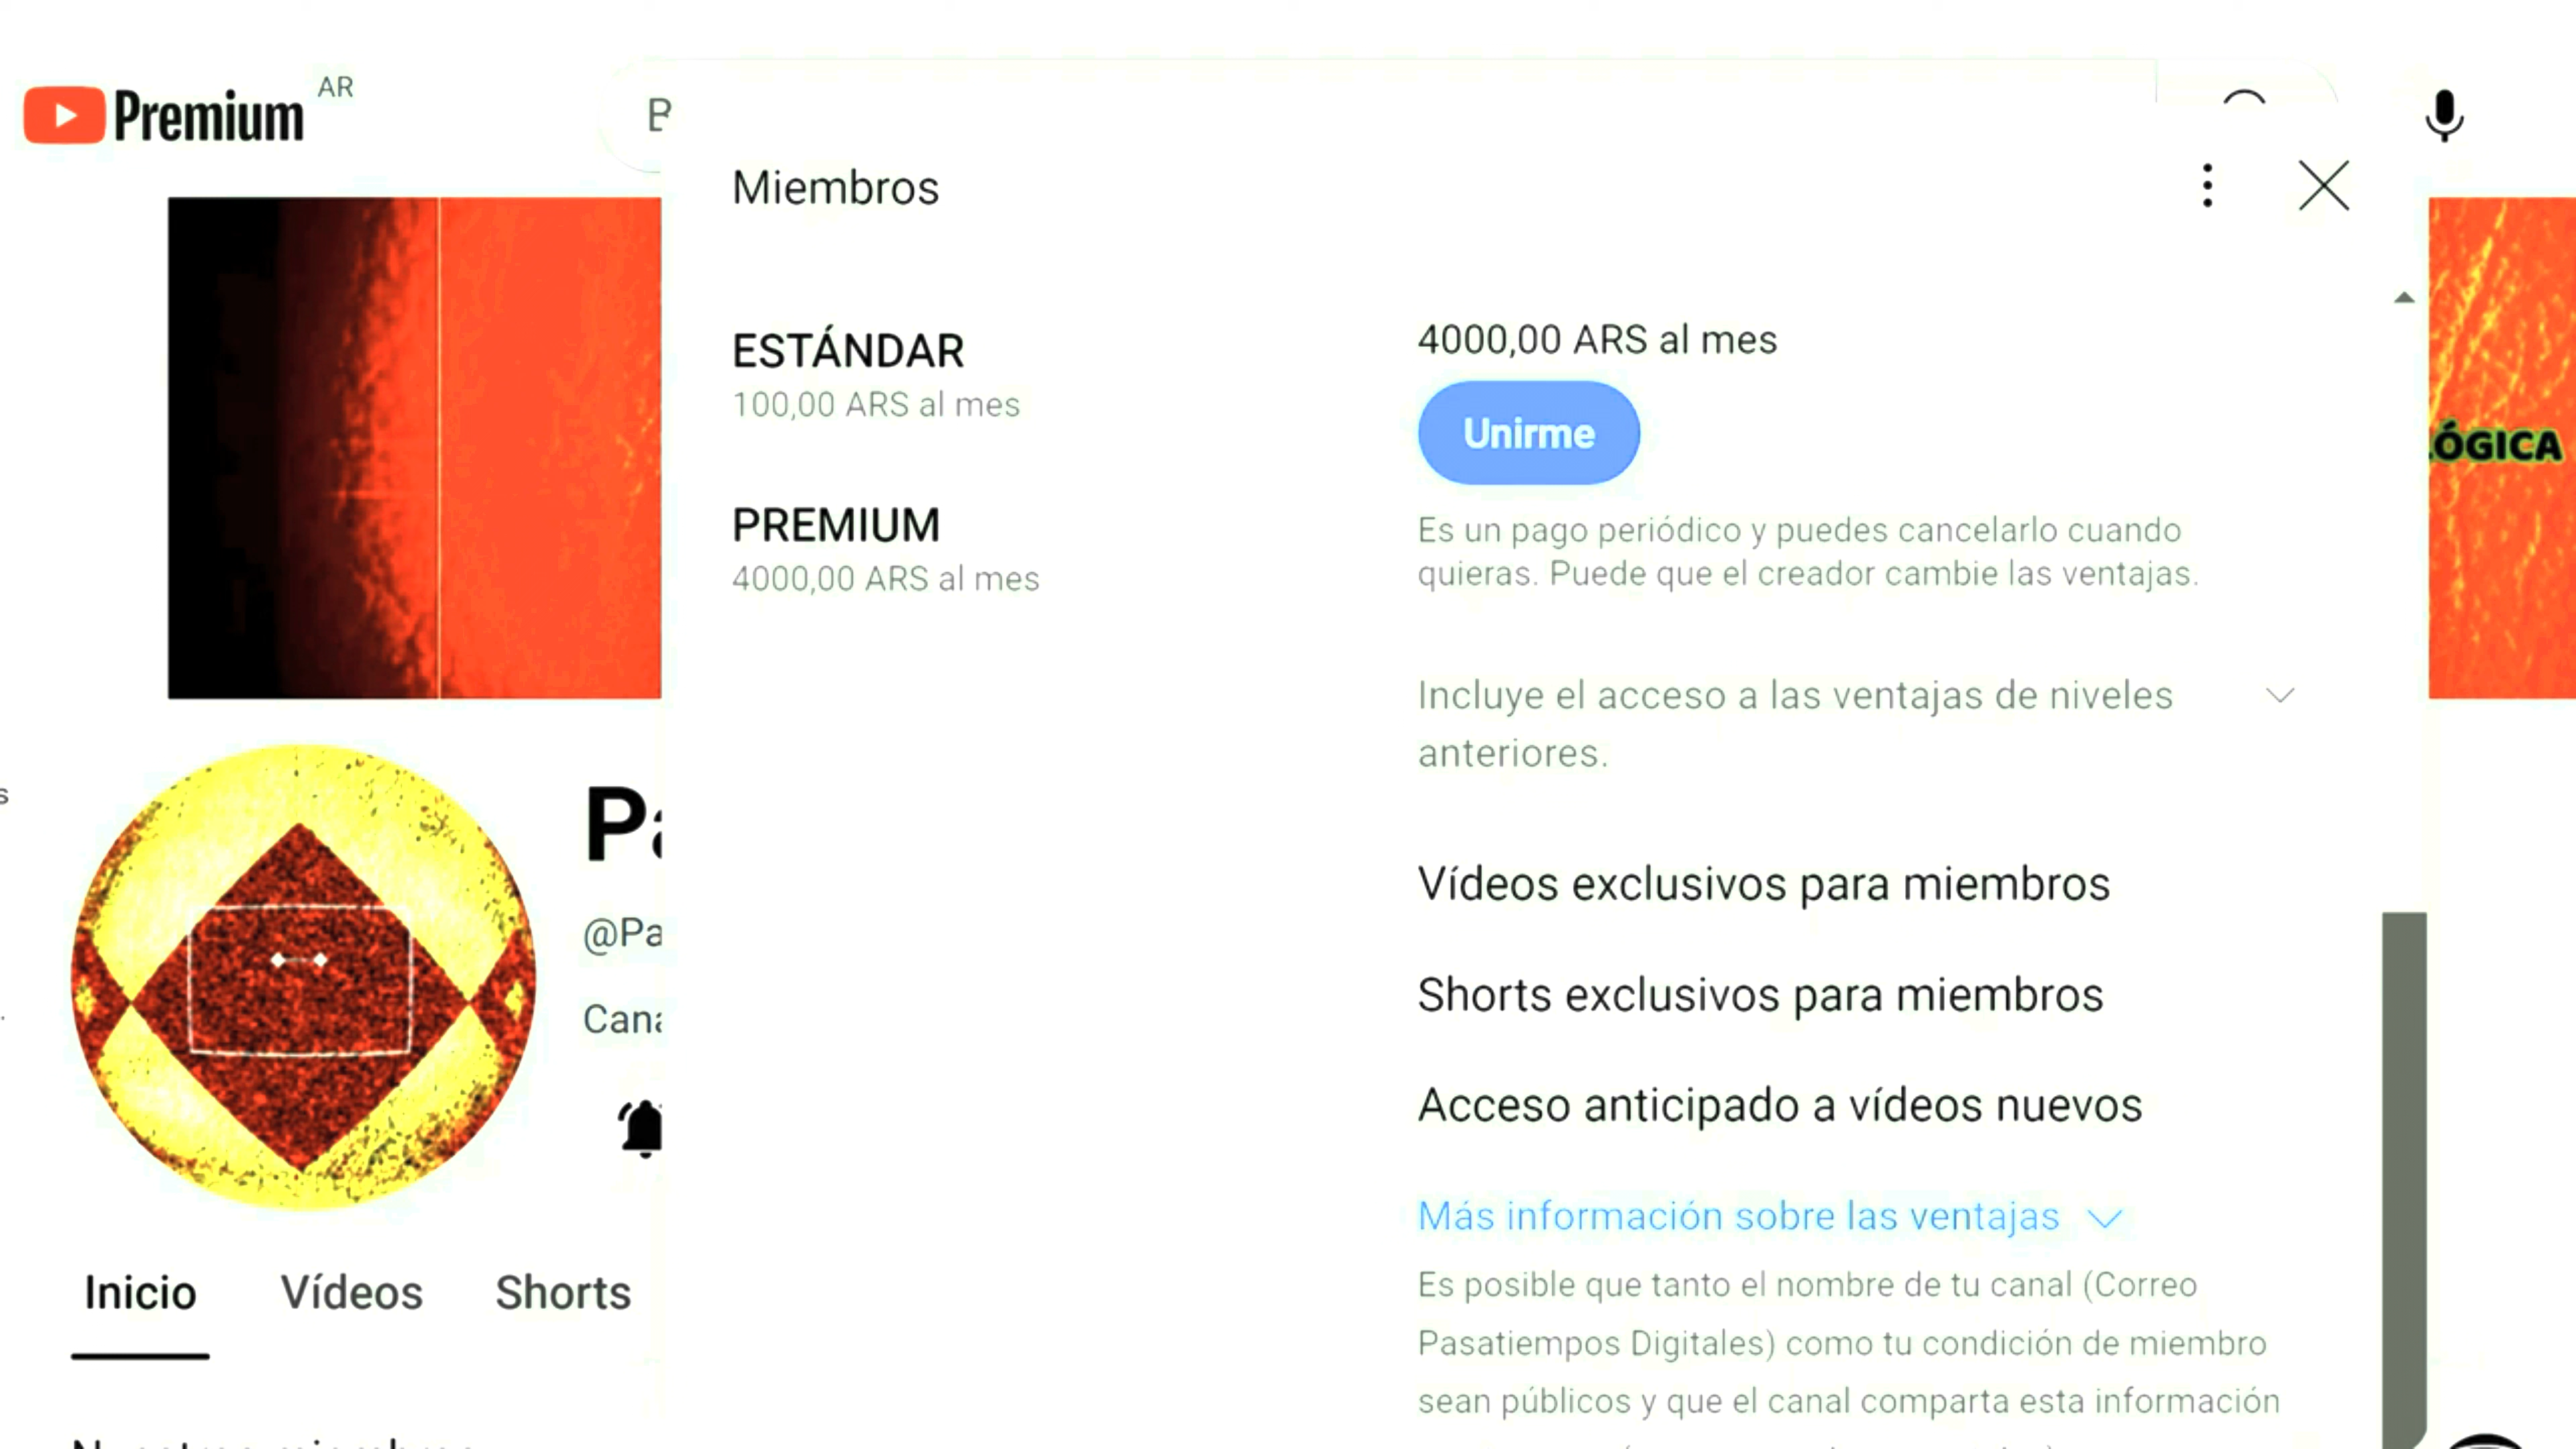 Premium AR
Miembros
ESTÁNDAR
100,00 ARS al mes
PREMIUM
4000,00 ARS al mes
4000,00 ARS al mes
Unirme
Es un pago periódico y puedes cancelarlo cuando
quieras. Puede que el creador cambie las ventajas.
Incluye el acceso a las ventajas de niveles
anteriores.
Vídeos exclusivos para miembros
Shorts exclusivos para miembros
Acceso anticipado a vídeos nuevos
Más información sobre las ventajas
Es posible que tanto el nombre de tu canal (Correo
Pasatiempos Digitales) como tu condición de miembro
sean públicos y que el canal comparta esta información
ÓGICA
Pa
@Pa
Cana
Inicio Vídeos Shorts